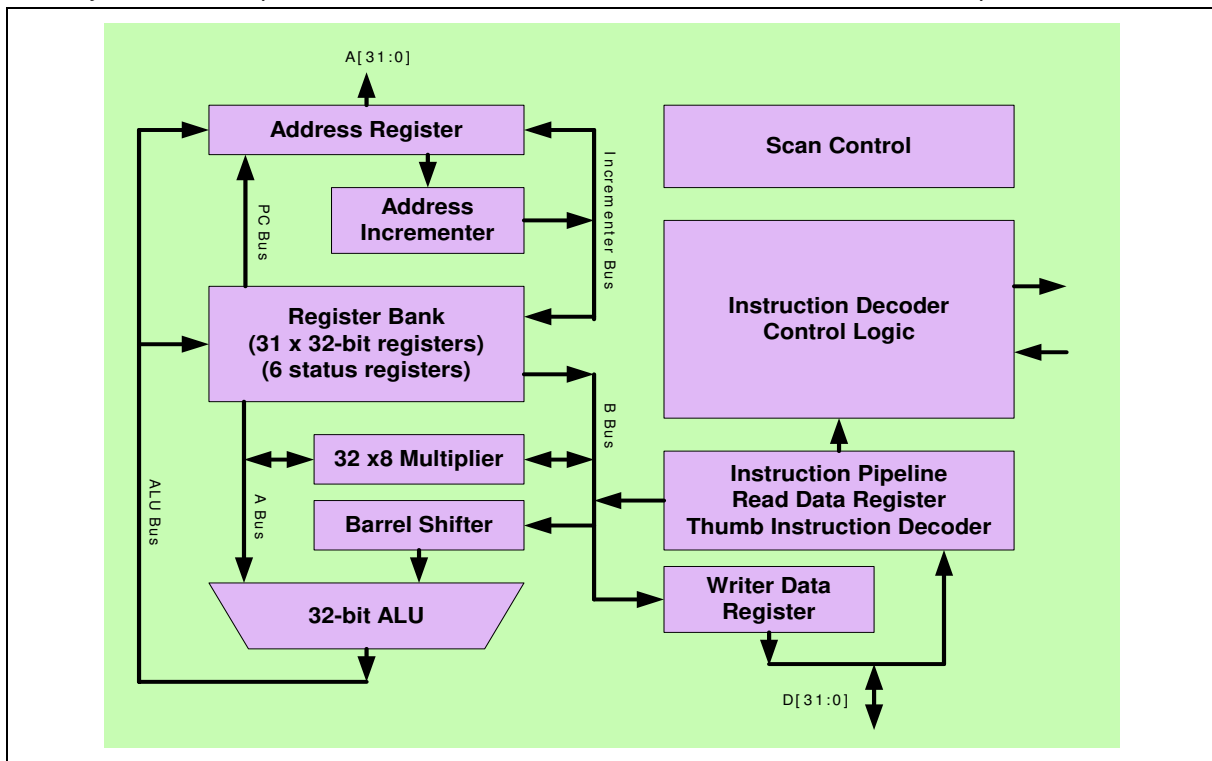 A[31:0]
Address Register
Scan Control
Incrementer Bus
PC Bus
Address
Incrementer
Register Bank
(31 x 32-bit registers)
(6 status registers)
Instruction Decoder
Control Logic
B Bus
32 x8 Multiplier
Instruction Pipeline
Read Data Register
Thumb Instruction Decoder
ALU Bus
A Bus
Barrel Shifter
Writer Data
Register
32-bit ALU
D[31:0]